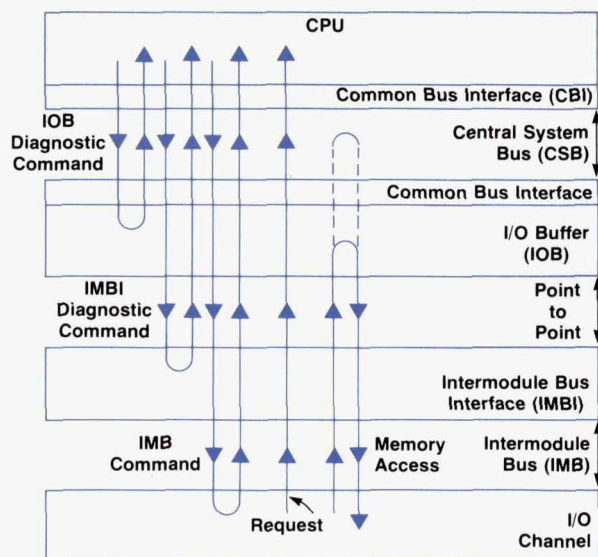 CPU
Common Bus Interface (CBI)
IOB
Diagnostic
Command
Central System
Bus (CSB)
Common Bus Interface
I/O Buffer
(IOB)
IMBI
Diagnostic
Command
Point
to
Point
Intermodule Bus
Interface (IMBI)
IMB
Command
Memory
Access
Intermodule
Bus (IMB)
Request
I/O
Channel